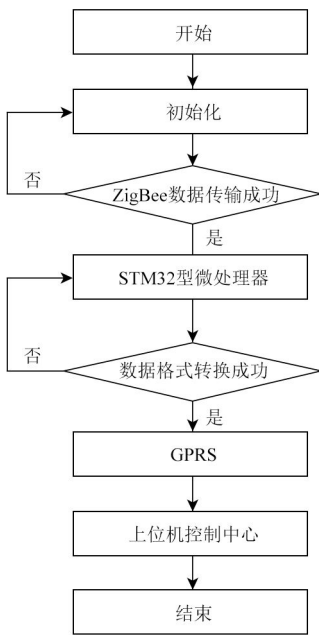 开始
初始化
否
ZigBee数据传输成功
是
STM32型微处理器
否
数据格式转换成功
是
GPRS
上位机控制中心
结束